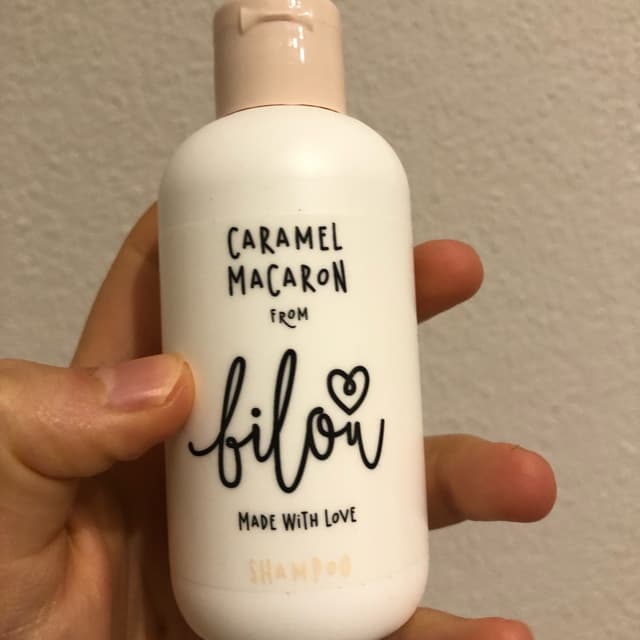 CARAMEL
MACARON
FROM
bilou
MADE WITH LOVE
SHAMPOO